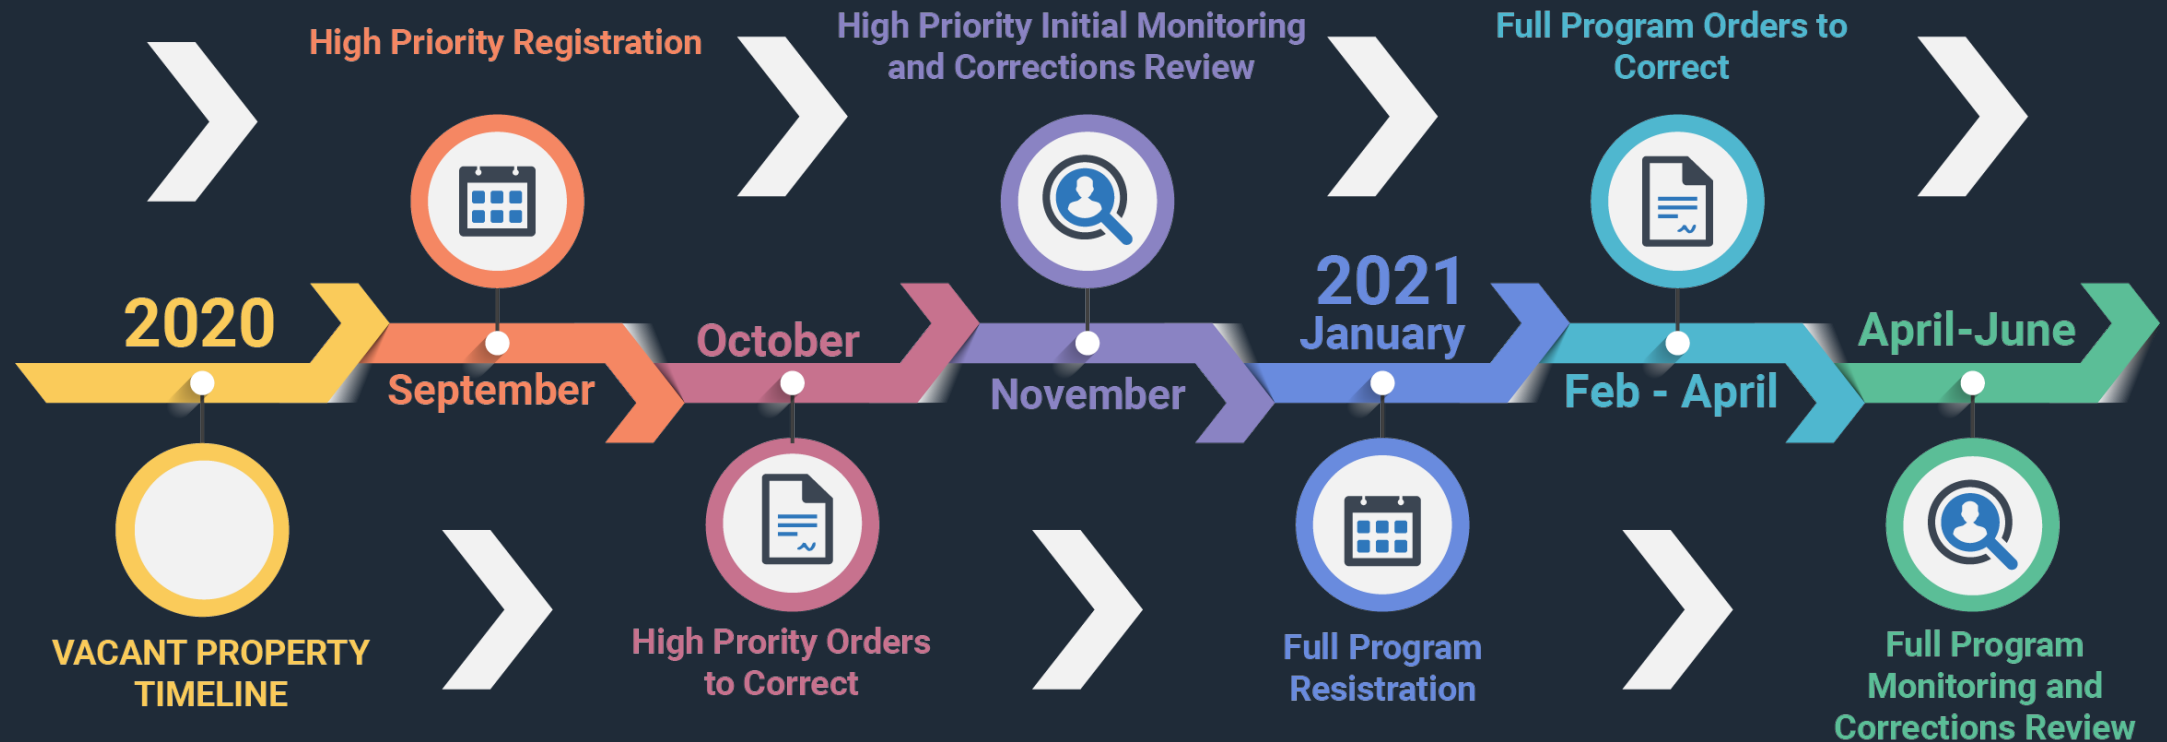 High Priority Registration
High Priority Initial Monitoring
and Corrections Review
Full Program Orders to
Correct
2020
September
October
November
2021
January
Feb - April
April-June
VACANT PROPERTY
TIMELINE
High Prority Orders
to Correct
Full Program
Resistration
Full Program
Monitoring and
Corrections Review